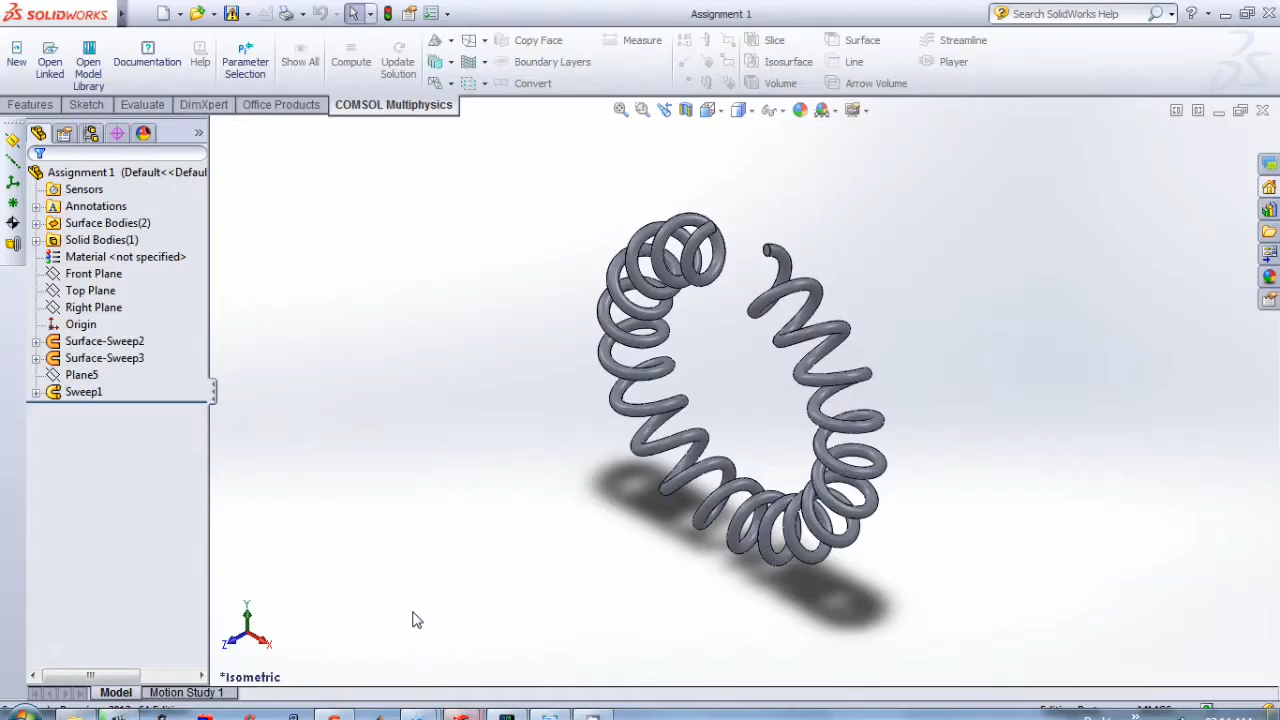 SOLIDWORKS
Assignment 1
Search SolidWorks Help
New
Open Linked
Open Model Library
Documentation
Help
Parameter Selection
Show All
Compute
Update Solution
Copy Face
Boundary Layers
Convert
Measure
Slice
Isosurface
Volume
Surface
Line
Arrow Volume
Streamline
Player
Features
Sketch
Evaluate
DimXpert
Office Products
COMSOL Multiphysics
Assignment 1 (Default<<Defaul
Sensors
Annotations
Surface Bodies(2)
Solid Bodies(1)
Material <not specified>
Front Plane
Top Plane
Right Plane
Origin
Surface-Sweep2
Surface-Sweep3
Plane5
Sweep1
Y
Z
X
*Isometric
Model
Motion Study 1